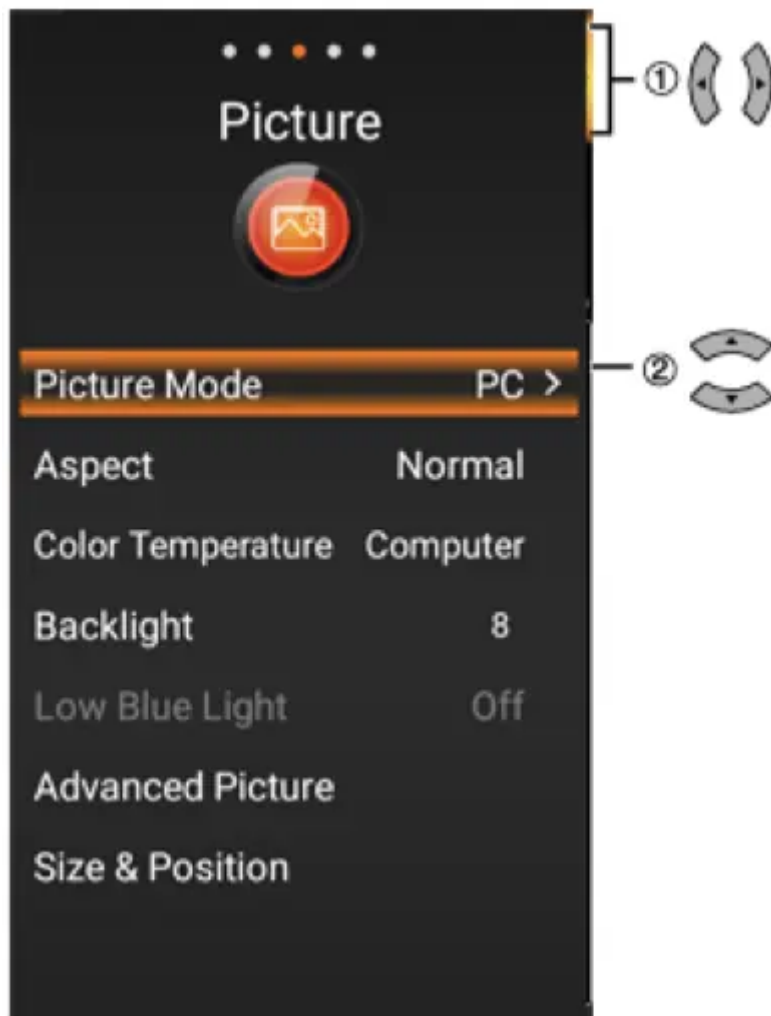 Picture
①
Picture Mode PC >
②
Aspect Normal
Color Temperature Computer
Backlight 8
Low Blue Light Off
Advanced Picture
Size & Position